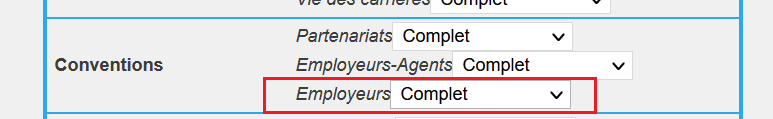 Vie des carrières Complet
Partenariats Complet
Conventions
Employeurs-Agents Complet
Employeurs Complet